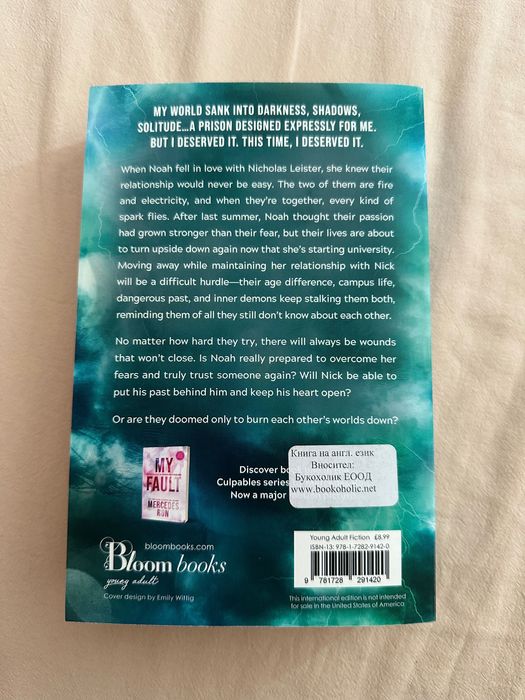 MY WORLD SANK INTO DARKNESS, SHADOWS,
SOLITUDE...A PRISON DESIGNED EXPRESSLY FOR ME.
BUT I DESERVED IT. THIS TIME, I DESERVED IT.
When Noah fell in love with Nicholas Leister, she knew their
relationship would never be easy. The two of them are fire
and electricity, and when they're together, every kind of
spark flies. After last summer, Noah thought their passion
had grown stronger than their fear, but their lives are about
to turn upside down again now that she's starting university.
Moving away while maintaining her relationship with Nick
will be a difficult hurdle—their age difference, campus life,
dangerous past, and inner demons keep stalking them both,
reminding them of all they still don't know about each other.
No matter how hard they try, there will always be wounds
that won't close. Is Noah really prepared to overcome her
fears and truly trust someone again? Will Nick be able to
put his past behind him and keep his heart open?
Or are they doomed only to burn each other's worlds down?
MY
FAULT
MERCEDES
RON
Discover
Culpables series
Now a major
Книга на англ. език
Вносител:
Букохолик ЕООД
www.bookoholic.net
bloombooks.com
Bloom books
young adult
Cover design by Emily Wittig
Young Adult Fiction £8.99
ISBN-13: 978-1-7282-9142-0
9 781728 291420
This international edition is not intended
for sale in the United States of America